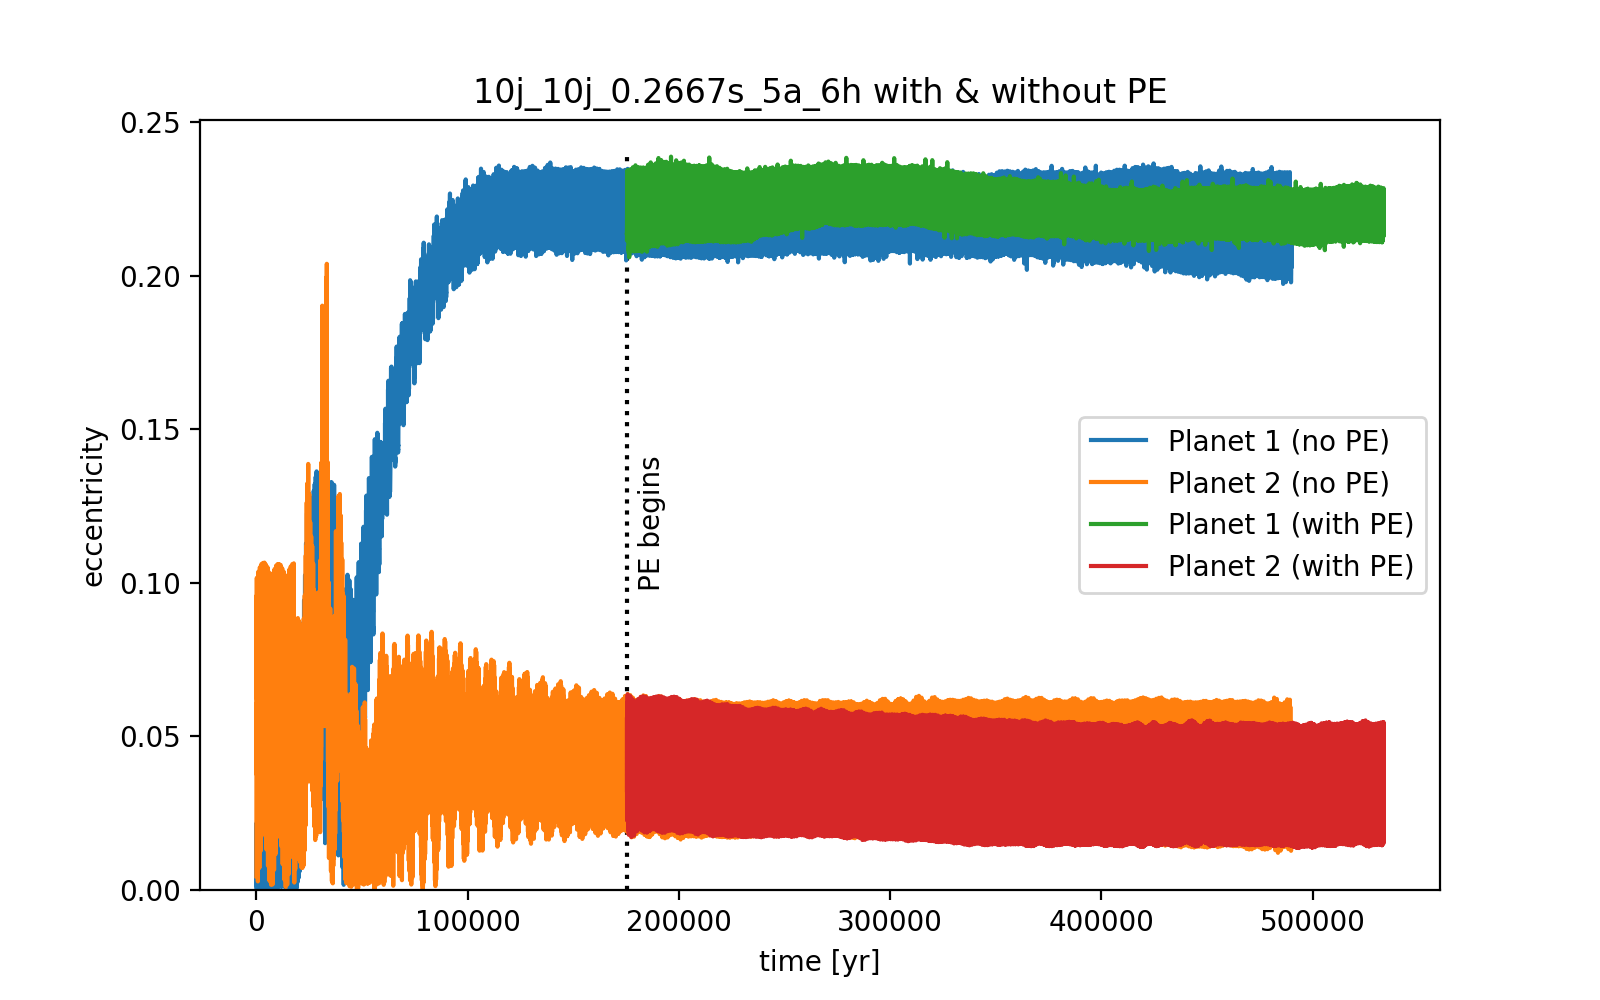 10j_10j_0.2667s_5a_6h with & without PE
0.25
0.20
0.15
0.10
0.05
0.00
eccentricity
PE begins
Planet 1 (no PE)
Planet 2 (no PE)
Planet 1 (with PE)
Planet 2 (with PE)
0 100000 200000 300000 400000 500000
time [yr]